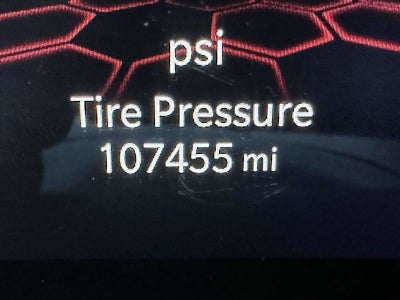 psi
Tire Pressure
107455 mi